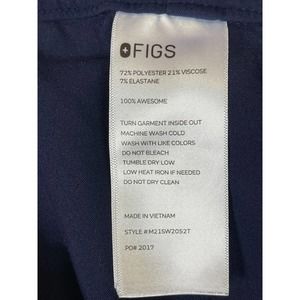 FIGS
72% POLYESTER 21% VISCOSE
7% ELASTANE
100% AWESOME
TURN GARMENT INSIDE OUT
MACHINE WASH COLD
WASH WITH LIKE COLORS
DO NOT BLEACH
TUMBLE DRY LOW
LOW HEAT IRON IF NEEDED
DO NOT DRY CLEAN
MADE IN VIETNAM
STYLE #M21SW2052T
PO# 2017